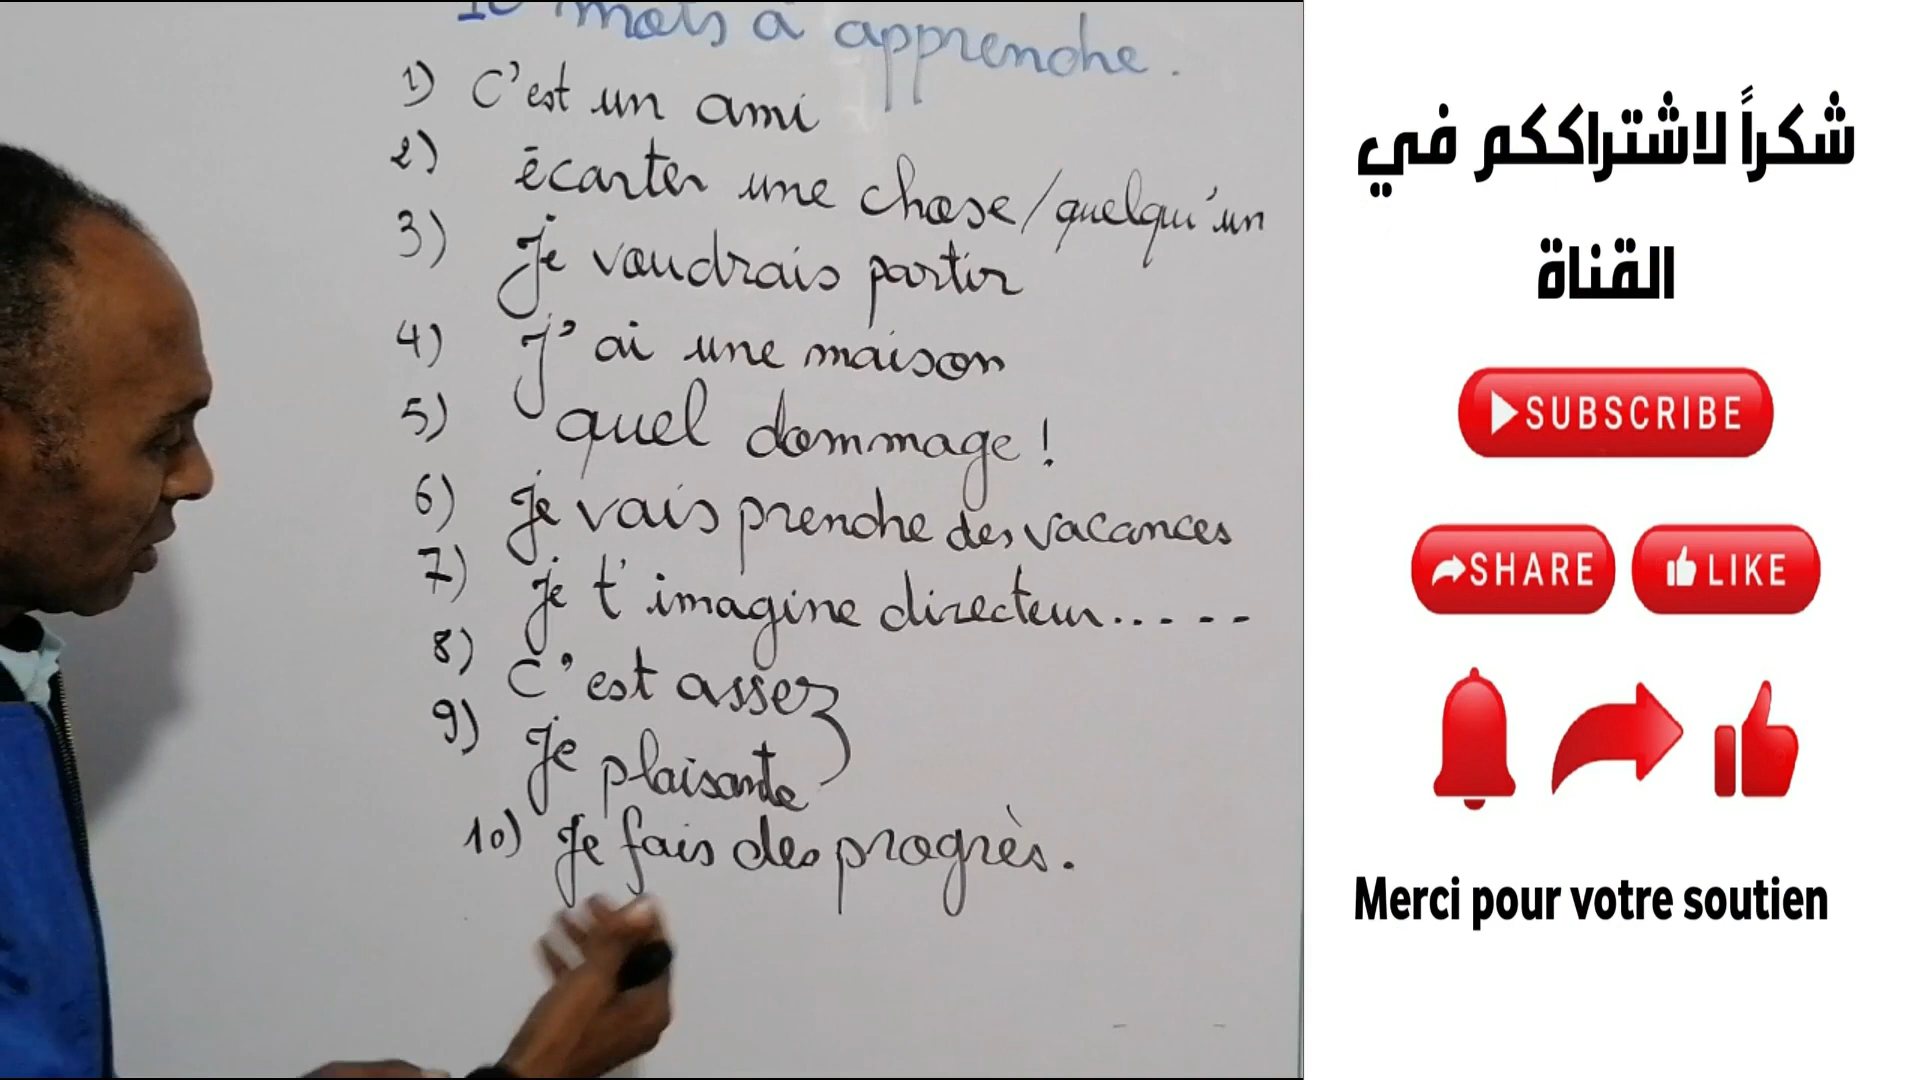 10 mots à apprendre.
1) C'est un ami
2) écarter une chose/quelqu'un
3) Je voudrais partir
4) J'ai une maison
5) quel dommage !
6) Je vais prendre des vacances
7) Je t'imagine directeur.....
8) C'est assez
9) Je plaisante
10) Je fais des progrès.
شكراً لاشتراككم في
القناة
SUBSCRIBE
SHARE
LIKE
Merci pour votre soutien